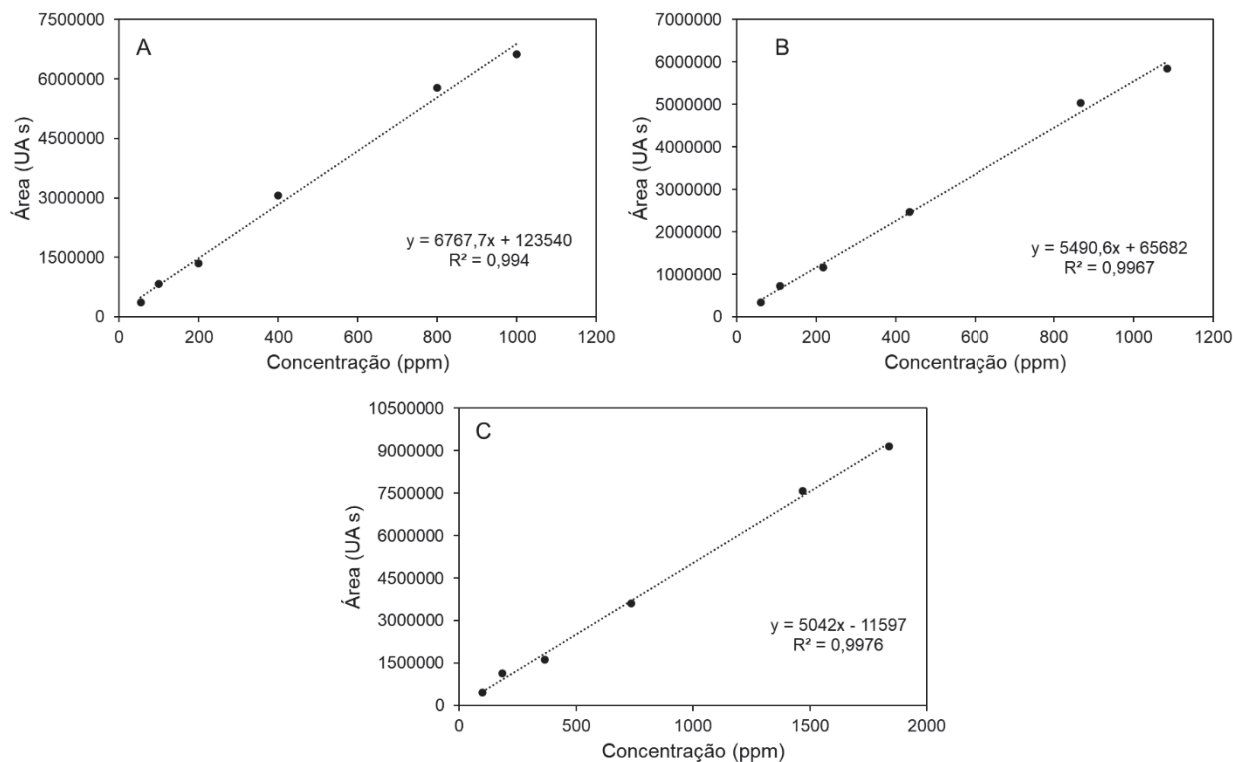 A
Área (UA s)
7500000
6000000
4500000
3000000
1500000
0
y = 6767,7x + 123540
R² = 0,994
0 200 400 600 800 1000 1200
Concentração (ppm)
B
Área (UA s)
7000000
6000000
5000000
4000000
3000000
2000000
1000000
0
y = 5490,6x + 65682
R² = 0,9967
0 200 400 600 800 1000 1200
Concentração (ppm)
C
Área (UA s)
10500000
9000000
7500000
6000000
4500000
3000000
1500000
0
y = 5042x - 11597
R² = 0,9976
0 500 1000 1500 2000
Concentração (ppm)